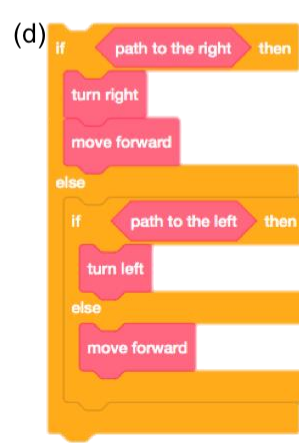 (d)
if path to the right then
turn right
move forward
else
if path to the left then
turn left
else
move forward